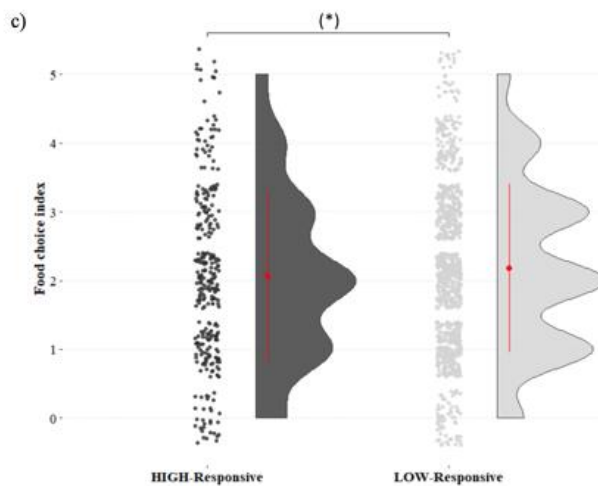 c)
(*)
5
4
3
2
1
0
Food choice index
HIGH-Responsive
LOW-Responsive